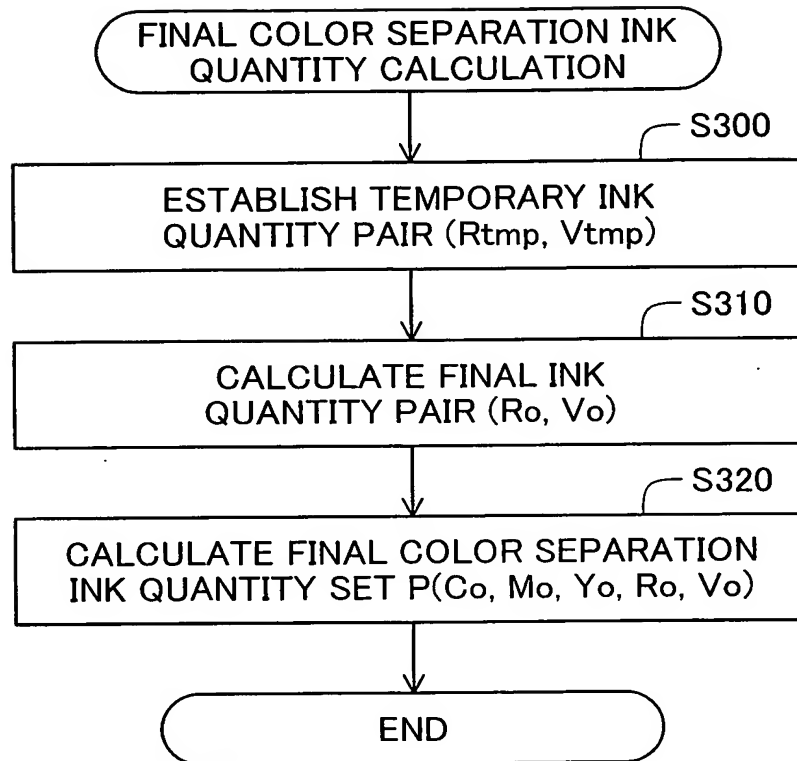 FINAL COLOR SEPARATION INK
QUANTITY CALCULATION
S300
ESTABLISH TEMPORARY INK
QUANTITY PAIR (Rtmp, Vtmp)
S310
CALCULATE FINAL INK
QUANTITY PAIR (Ro, Vo)
S320
CALCULATE FINAL COLOR SEPARATION
INK QUANTITY SET P(Co, Mo, Yo, Ro, Vo)
END